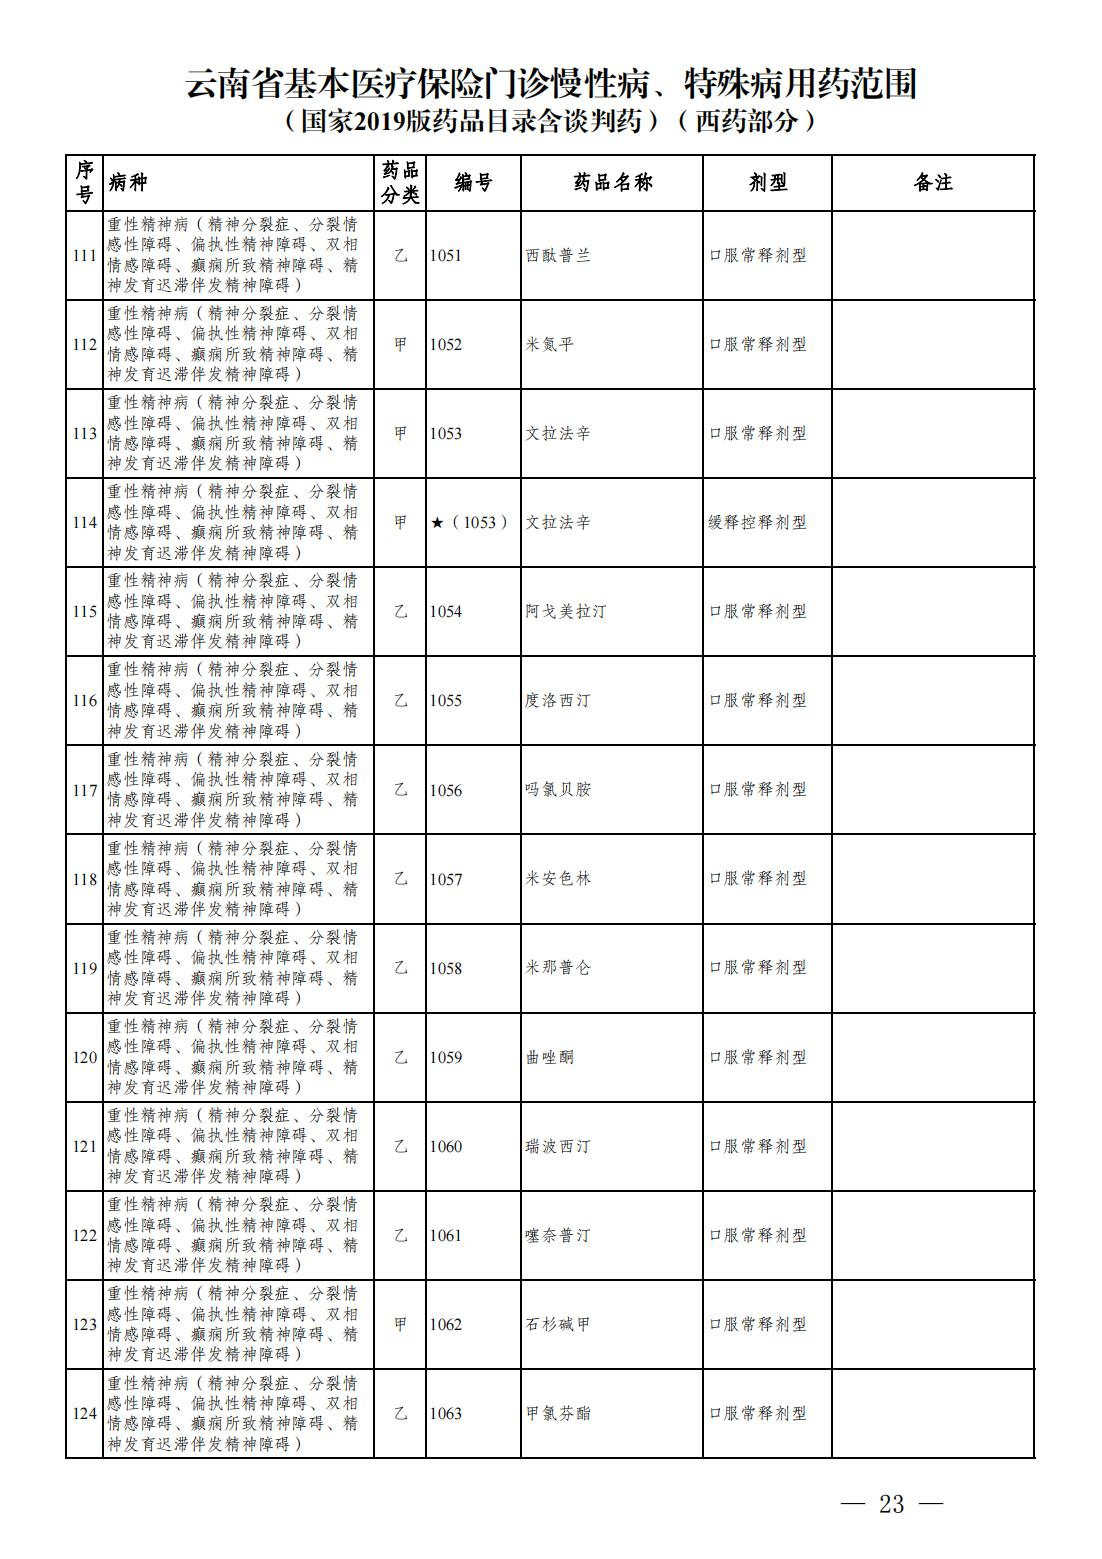 云南省基本医疗保险门诊慢性病、特殊病用药范围
（国家2019版药品目录含谈判药）（西药部分）
序号 病种 药品分类 编号 药品名称 剂型 备注
111 重性精神病（精神分裂症、分裂情感性障碍、偏执性精神障碍、双相情感障碍、癫痫所致精神障碍、精神发育迟滞伴发精神障碍） 乙 1051 西酞普兰 口服常释剂型
112 重性精神病（精神分裂症、分裂情感性障碍、偏执性精神障碍、双相情感障碍、癫痫所致精神障碍、精神发育迟滞伴发精神障碍） 甲 1052 米氮平 口服常释剂型
113 重性精神病（精神分裂症、分裂情感性障碍、偏执性精神障碍、双相情感障碍、癫痫所致精神障碍、精神发育迟滞伴发精神障碍） 甲 1053 文拉法辛 口服常释剂型
114 重性精神病（精神分裂症、分裂情感性障碍、偏执性精神障碍、双相情感障碍、癫痫所致精神障碍、精神发育迟滞伴发精神障碍） 甲 ★（1053） 文拉法辛 缓释控释剂型
115 重性精神病（精神分裂症、分裂情感性障碍、偏执性精神障碍、双相情感障碍、癫痫所致精神障碍、精神发育迟滞伴发精神障碍） 乙 1054 阿戈美拉汀 口服常释剂型
116 重性精神病（精神分裂症、分裂情感性障碍、偏执性精神障碍、双相情感障碍、癫痫所致精神障碍、精神发育迟滞伴发精神障碍） 乙 1055 度洛西汀 口服常释剂型
117 重性精神病（精神分裂症、分裂情感性障碍、偏执性精神障碍、双相情感障碍、癫痫所致精神障碍、精神发育迟滞伴发精神障碍） 乙 1056 吗氯贝胺 口服常释剂型
118 重性精神病（精神分裂症、分裂情感性障碍、偏执性精神障碍、双相情感障碍、癫痫所致精神障碍、精神发育迟滞伴发精神障碍） 乙 1057 米安色林 口服常释剂型
119 重性精神病（精神分裂症、分裂情感性障碍、偏执性精神障碍、双相情感障碍、癫痫所致精神障碍、精神发育迟滞伴发精神障碍） 乙 1058 米那普仑 口服常释剂型
120 重性精神病（精神分裂症、分裂情感性障碍、偏执性精神障碍、双相情感障碍、癫痫所致精神障碍、精神发育迟滞伴发精神障碍） 乙 1059 曲唑酮 口服常释剂型
121 重性精神病（精神分裂症、分裂情感性障碍、偏执性精神障碍、双相情感障碍、癫痫所致精神障碍、精神发育迟滞伴发精神障碍） 乙 1060 瑞波西汀 口服常释剂型
122 重性精神病（精神分裂症、分裂情感性障碍、偏执性精神障碍、双相情感障碍、癫痫所致精神障碍、精神发育迟滞伴发精神障碍） 乙 1061 噻奈普汀 口服常释剂型
123 重性精神病（精神分裂症、分裂情感性障碍、偏执性精神障碍、双相情感障碍、癫痫所致精神障碍、精神发育迟滞伴发精神障碍） 甲 1062 石杉碱甲 口服常释剂型
124 重性精神病（精神分裂症、分裂情感性障碍、偏执性精神障碍、双相情感障碍、癫痫所致精神障碍、精神发育迟滞伴发精神障碍） 乙 1063 甲氯芬酯 口服常释剂型
— 23 —